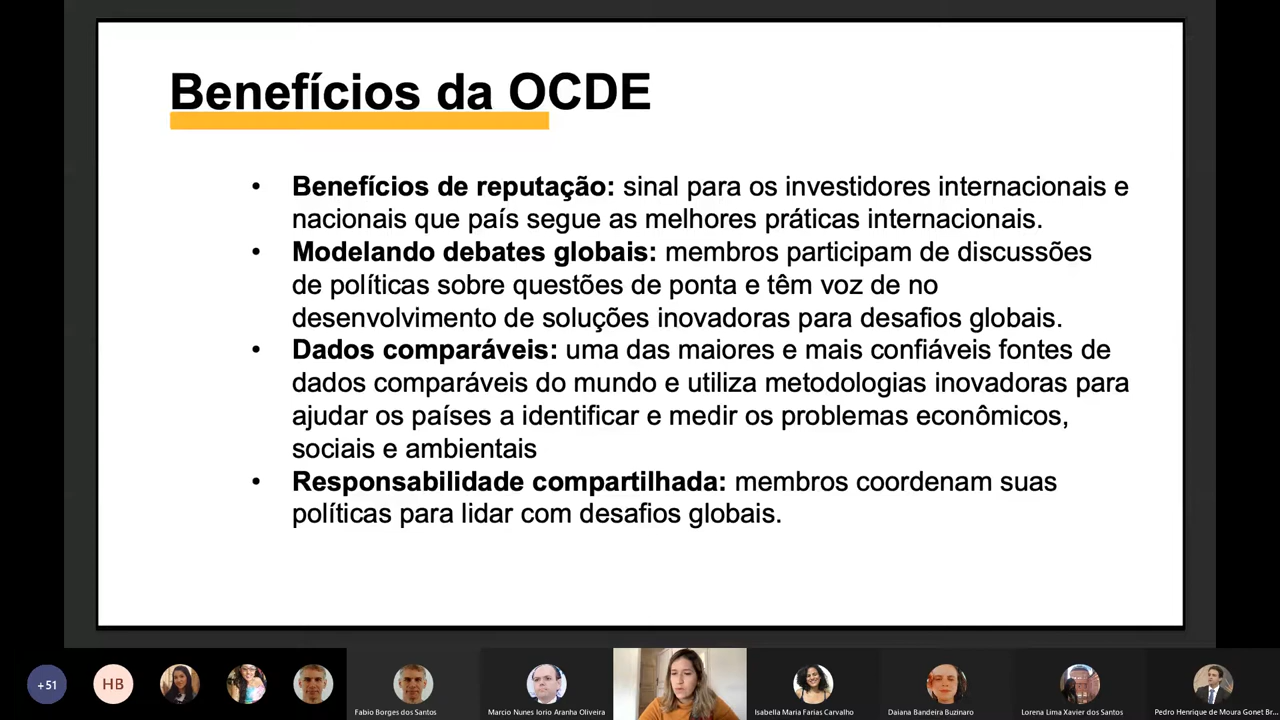 Benefícios da OCDE
• Benefícios de reputação: sinal para os investidores internacionais e
nacionais que país segue as melhores práticas internacionais.
• Modelando debates globais: membros participam de discussões
de políticas sobre questões de ponta e têm voz de no
desenvolvimento de soluções inovadoras para desafios globais.
• Dados comparáveis: uma das maiores e mais confiáveis fontes de
dados comparáveis do mundo e utiliza metodologias inovadoras para
ajudar os países a identificar e medir os problemas econômicos,
sociais e ambientais
• Responsabilidade compartilhada: membros coordenam suas
políticas para lidar com desafios globais.
+51
HB
Fabio Borges dos Santos
Marcio Nunes Iorio Aranha Oliveira
Isabella Maria Farias Carvalho
Daiana Bandeira Buzinaro
Lorena Lima Xavier dos Santos
Pedro Henrique de Moura Gonet Br...